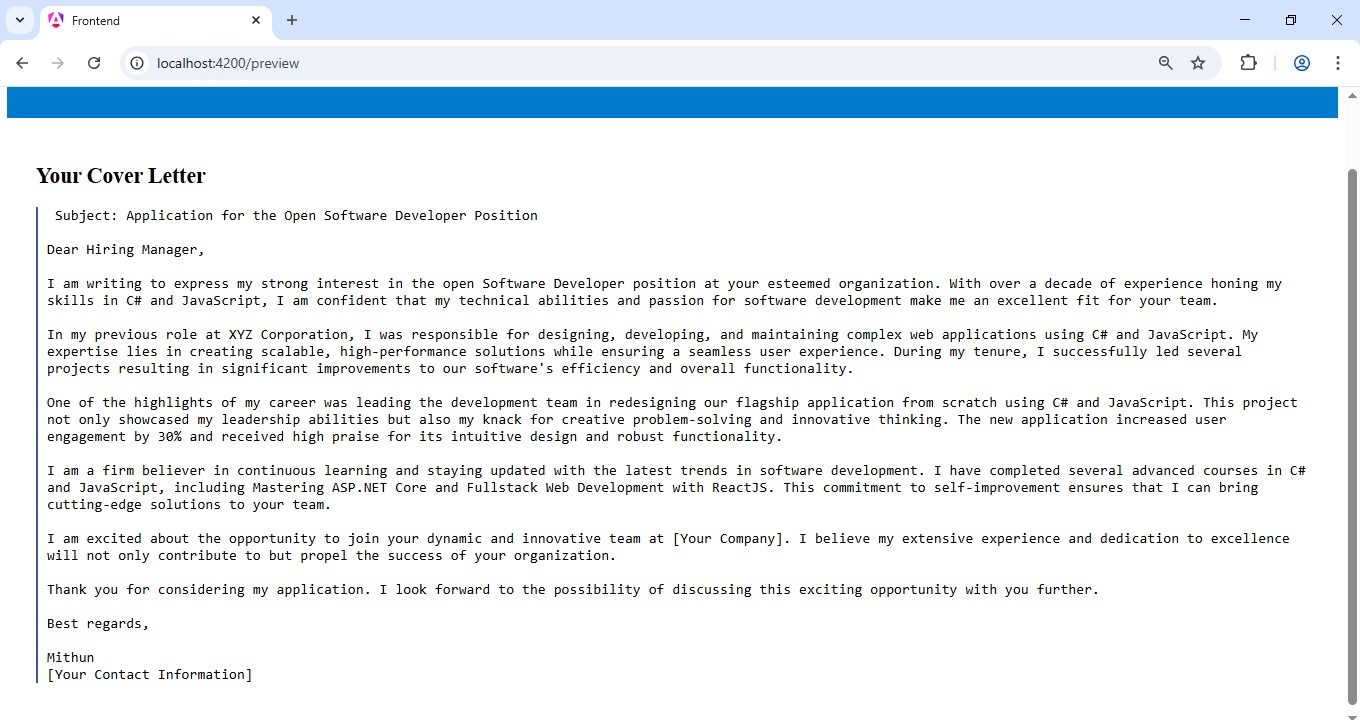 Frontend
localhost:4200/preview
Your Cover Letter
Subject: Application for the Open Software Developer Position
Dear Hiring Manager,
I am writing to express my strong interest in the open Software Developer position at your esteemed organization. With over a decade of experience honing my
skills in C# and JavaScript, I am confident that my technical abilities and passion for software development make me an excellent fit for your team.
In my previous role at XYZ Corporation, I was responsible for designing, developing, and maintaining complex web applications using C# and JavaScript. My
expertise lies in creating scalable, high-performance solutions while ensuring a seamless user experience. During my tenure, I successfully led several
projects resulting in significant improvements to our software's efficiency and overall functionality.
One of the highlights of my career was leading the development team in redesigning our flagship application from scratch using C# and JavaScript. This project
not only showcased my leadership abilities but also my knack for creative problem-solving and innovative thinking. The new application increased user
engagement by 30% and received high praise for its intuitive design and robust functionality.
I am a firm believer in continuous learning and staying updated with the latest trends in software development. I have completed several advanced courses in C#
and JavaScript, including Mastering ASP.NET Core and Fullstack Web Development with ReactJS. This commitment to self-improvement ensures that I can bring
cutting-edge solutions to your team.
I am excited about the opportunity to join your dynamic and innovative team at [Your Company]. I believe my extensive experience and dedication to excellence
will not only contribute to but propel the success of your organization.
Thank you for considering my application. I look forward to the possibility of discussing this exciting opportunity with you further.
Best regards,
Mithun
[Your Contact Information]